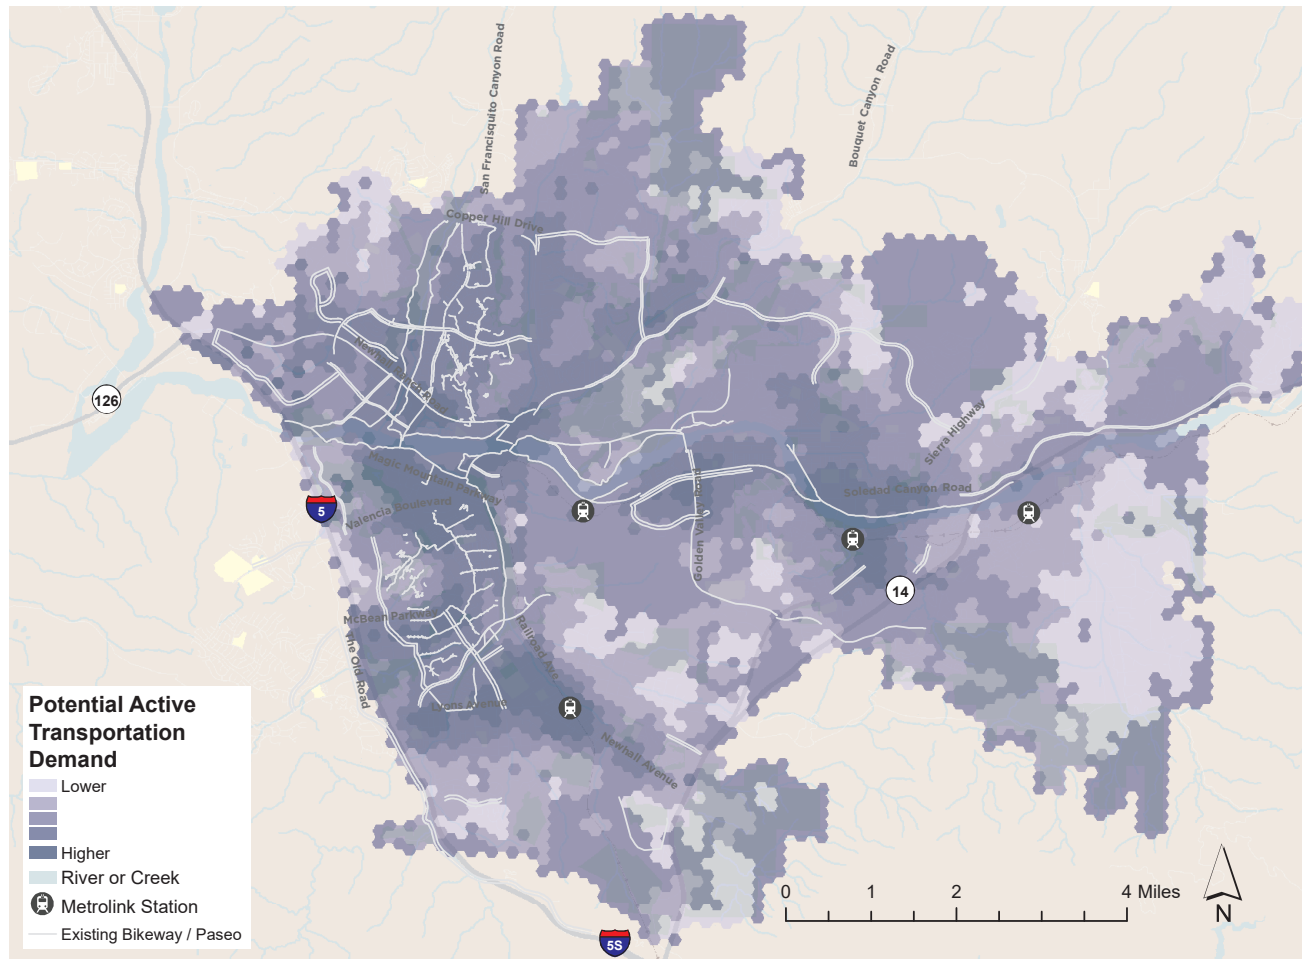 San Francisquito Canyon Road
Bouquet Canyon Road
Copper Hill Drive
126
Newhall Ranch Road
Sierra Highway
Magic Mountain Parkway
Soledad Canyon Road
5
Valencia Boulevard
Golden Valley Road
14
McBean Parkway
The Old Road
Railroad Ave
Lyons Avenue
Newhall Avenue
Potential Active
Transportation
Demand
Lower
Higher
River or Creek
Metrolink Station
Existing Bikeway / Paseo
0 1 2 4 Miles
N
5S